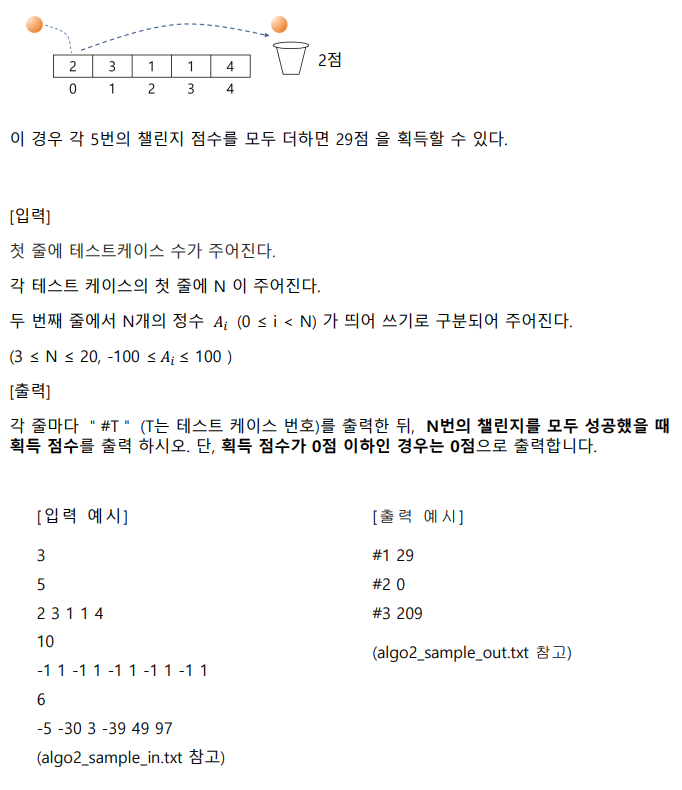 2점
2 3 1 1 4
0 1 2 3 4
이 경우 각 5번의 챌린지 점수를 모두 더하면 29점 을 획득할 수 있다.
[입력]
첫 줄에 테스트케이스 수가 주어진다.
각 테스트 케이스의 첫 줄에 N 이 주어진다.
두 번째 줄에서 N개의 정수 Aᵢ (0 ≤ i < N) 가 띄어 쓰기로 구분되어 주어진다.
(3 ≤ N ≤ 20, -100 ≤ Aᵢ ≤ 100 )
[출력]
각 줄마다 " #T " (T는 테스트 케이스 번호)를 출력한 뒤, N번의 챌린지를 모두 성공했을 때
획득 점수를 출력 하시오. 단, 획득 점수가 0점 이하인 경우는 0점으로 출력합니다.
[입력 예시]
3
5
2 3 1 1 4
10
-1 1 -1 1 -1 1 -1 1 -1 1
6
-5 -30 3 -39 49 97
(algo2_sample_in.txt 참고)
[출력 예시]
#1 29
#2 0
#3 209
(algo2_sample_out.txt 참고)